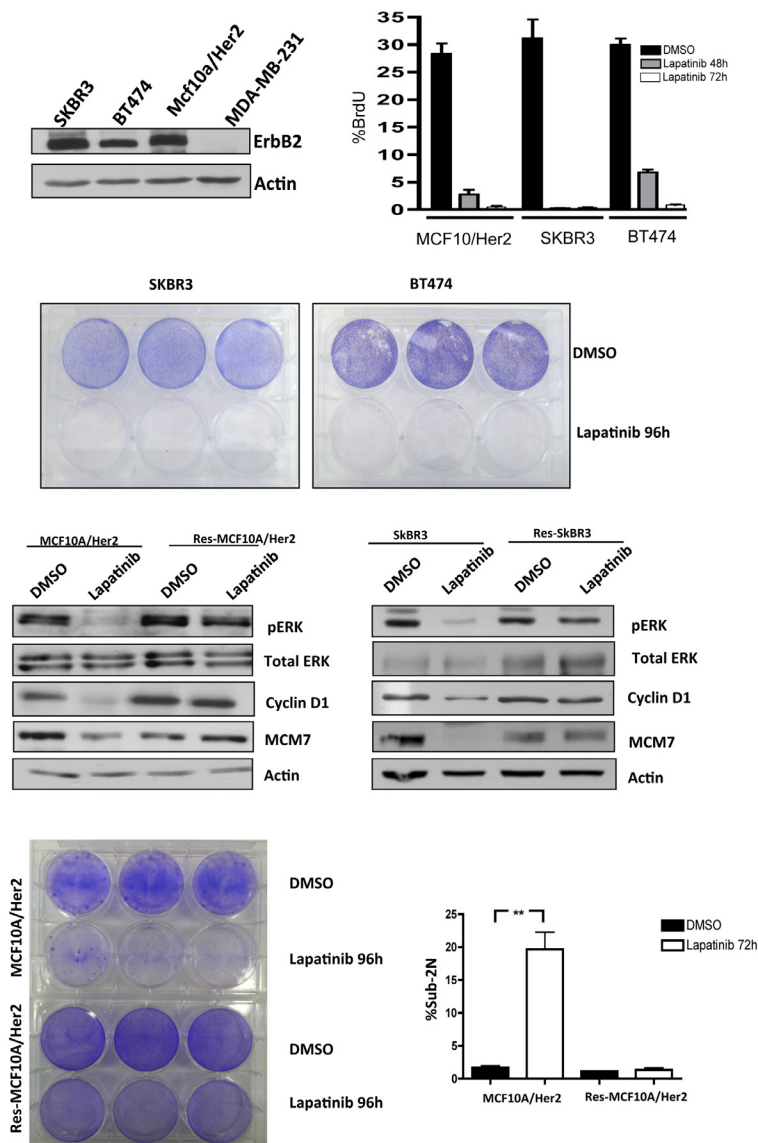 SKBR3
BT474
Mcf10a/Her2
MDA-MB-231
ErbB2
Actin
%BrdU
35
30
25
20
15
10
5
0
DMSO
Lapatinib 48h
Lapatinib 72h
MCF10/Her2
SKBR3
BT474
SKBR3
BT474
DMSO
Lapatinib 96h
MCF10A/Her2
Res-MCF10A/Her2
DMSO
Lapatinib
DMSO
Lapatinib
pERK
Total ERK
Cyclin D1
MCM7
Actin
SkBR3
Res-SkBR3
DMSO
Lapatinib
DMSO
Lapatinib
pERK
Total ERK
Cyclin D1
MCM7
Actin
MCF10A/Her2
Res-MCF10A/Her2
DMSO
Lapatinib 96h
DMSO
Lapatinib 96h
%Sub-2N
25
20
15
10
5
0
**
DMSO
Lapatinib 72h
MCF10A/Her2
Res-MCF10A/Her2